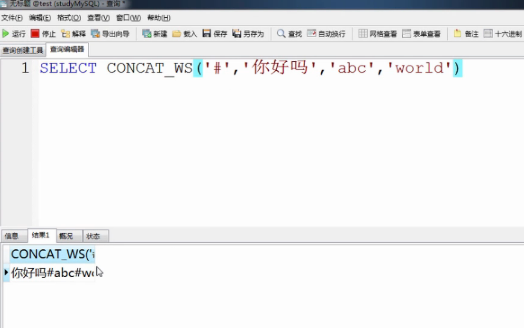 无标题 @test (studyMySQL) - 查询 *
文件(F) 编辑(E) 格式(O) 查看(V) 窗口(W) 帮助(H)
运行 停止 解释 导出向导 新建 载入 保存 另存为 查找 自动换行 网格查看 表单查看 备注 十六进制
查询创建工具 查询编辑器
1 SELECT CONCAT_WS('#','你好吗','abc','world')
信息 结果1 概况 状态
CONCAT_WS('
你好吗#abc#wo